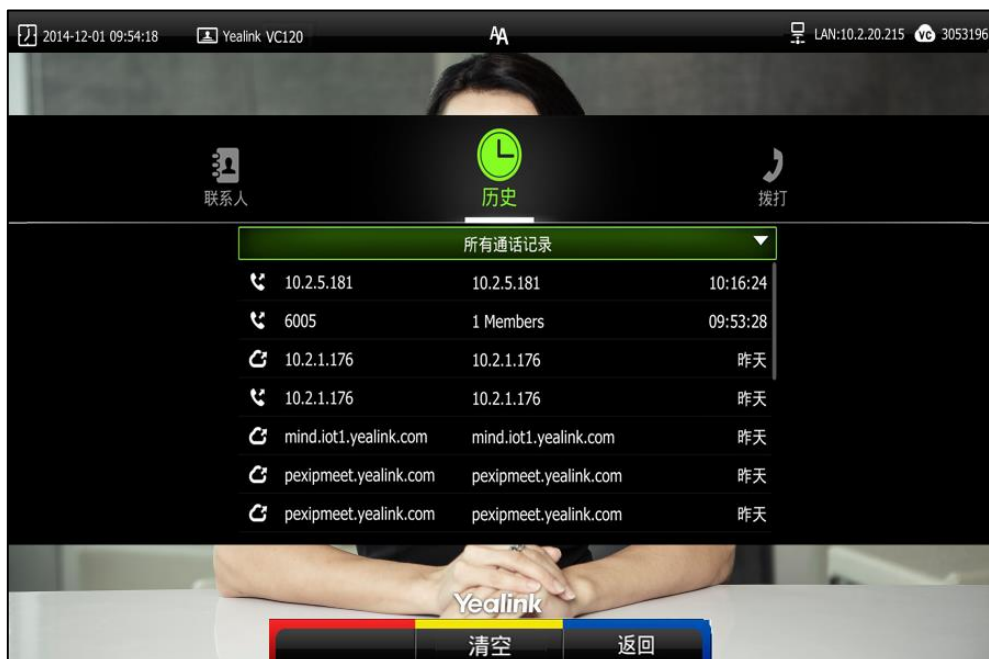 2014-12-01 09:54:18 Yealink VC120 AA LAN:10.2.20.215 VC 3053196
联系人 历史 拨打
所有通话记录
10.2.5.181 10.2.5.181 10:16:24
6005 1 Members 09:53:28
10.2.1.176 10.2.1.176 昨天
10.2.1.176 10.2.1.176 昨天
mind.iot1.yealink.com mind.iot1.yealink.com 昨天
pexipmeet.yealink.com pexipmeet.yealink.com 昨天
pexipmeet.yealink.com pexipmeet.yealink.com 昨天
Yealink
清空 返回